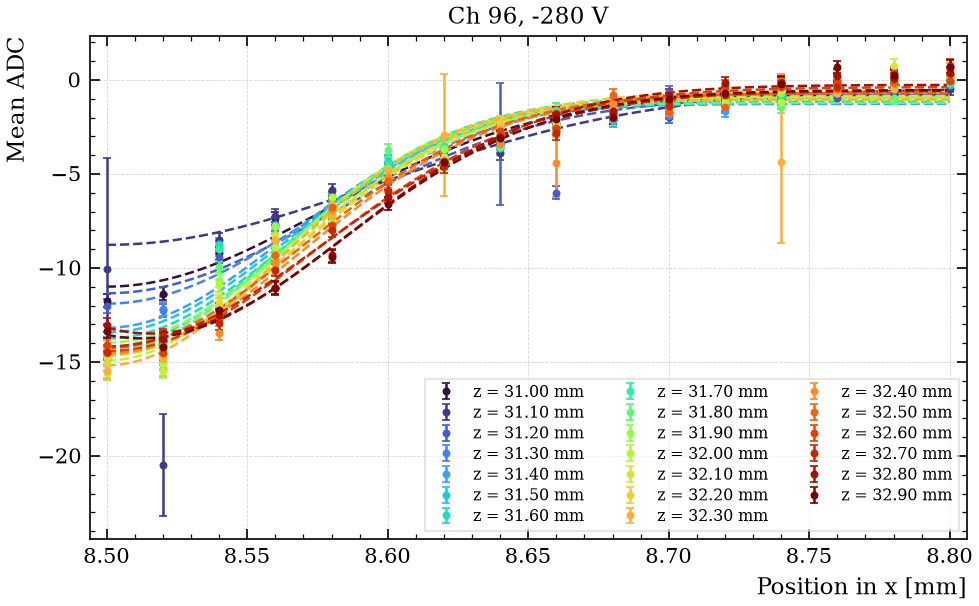 Ch 96, -280 V
Mean ADC
0
−5
−10
−15
−20
z = 31.00 mm
z = 31.10 mm
z = 31.20 mm
z = 31.30 mm
z = 31.40 mm
z = 31.50 mm
z = 31.60 mm
z = 31.70 mm
z = 31.80 mm
z = 31.90 mm
z = 32.00 mm
z = 32.10 mm
z = 32.20 mm
z = 32.30 mm
z = 32.40 mm
z = 32.50 mm
z = 32.60 mm
z = 32.70 mm
z = 32.80 mm
z = 32.90 mm
8.50 8.55 8.60 8.65 8.70 8.75 8.80
Position in x [mm]